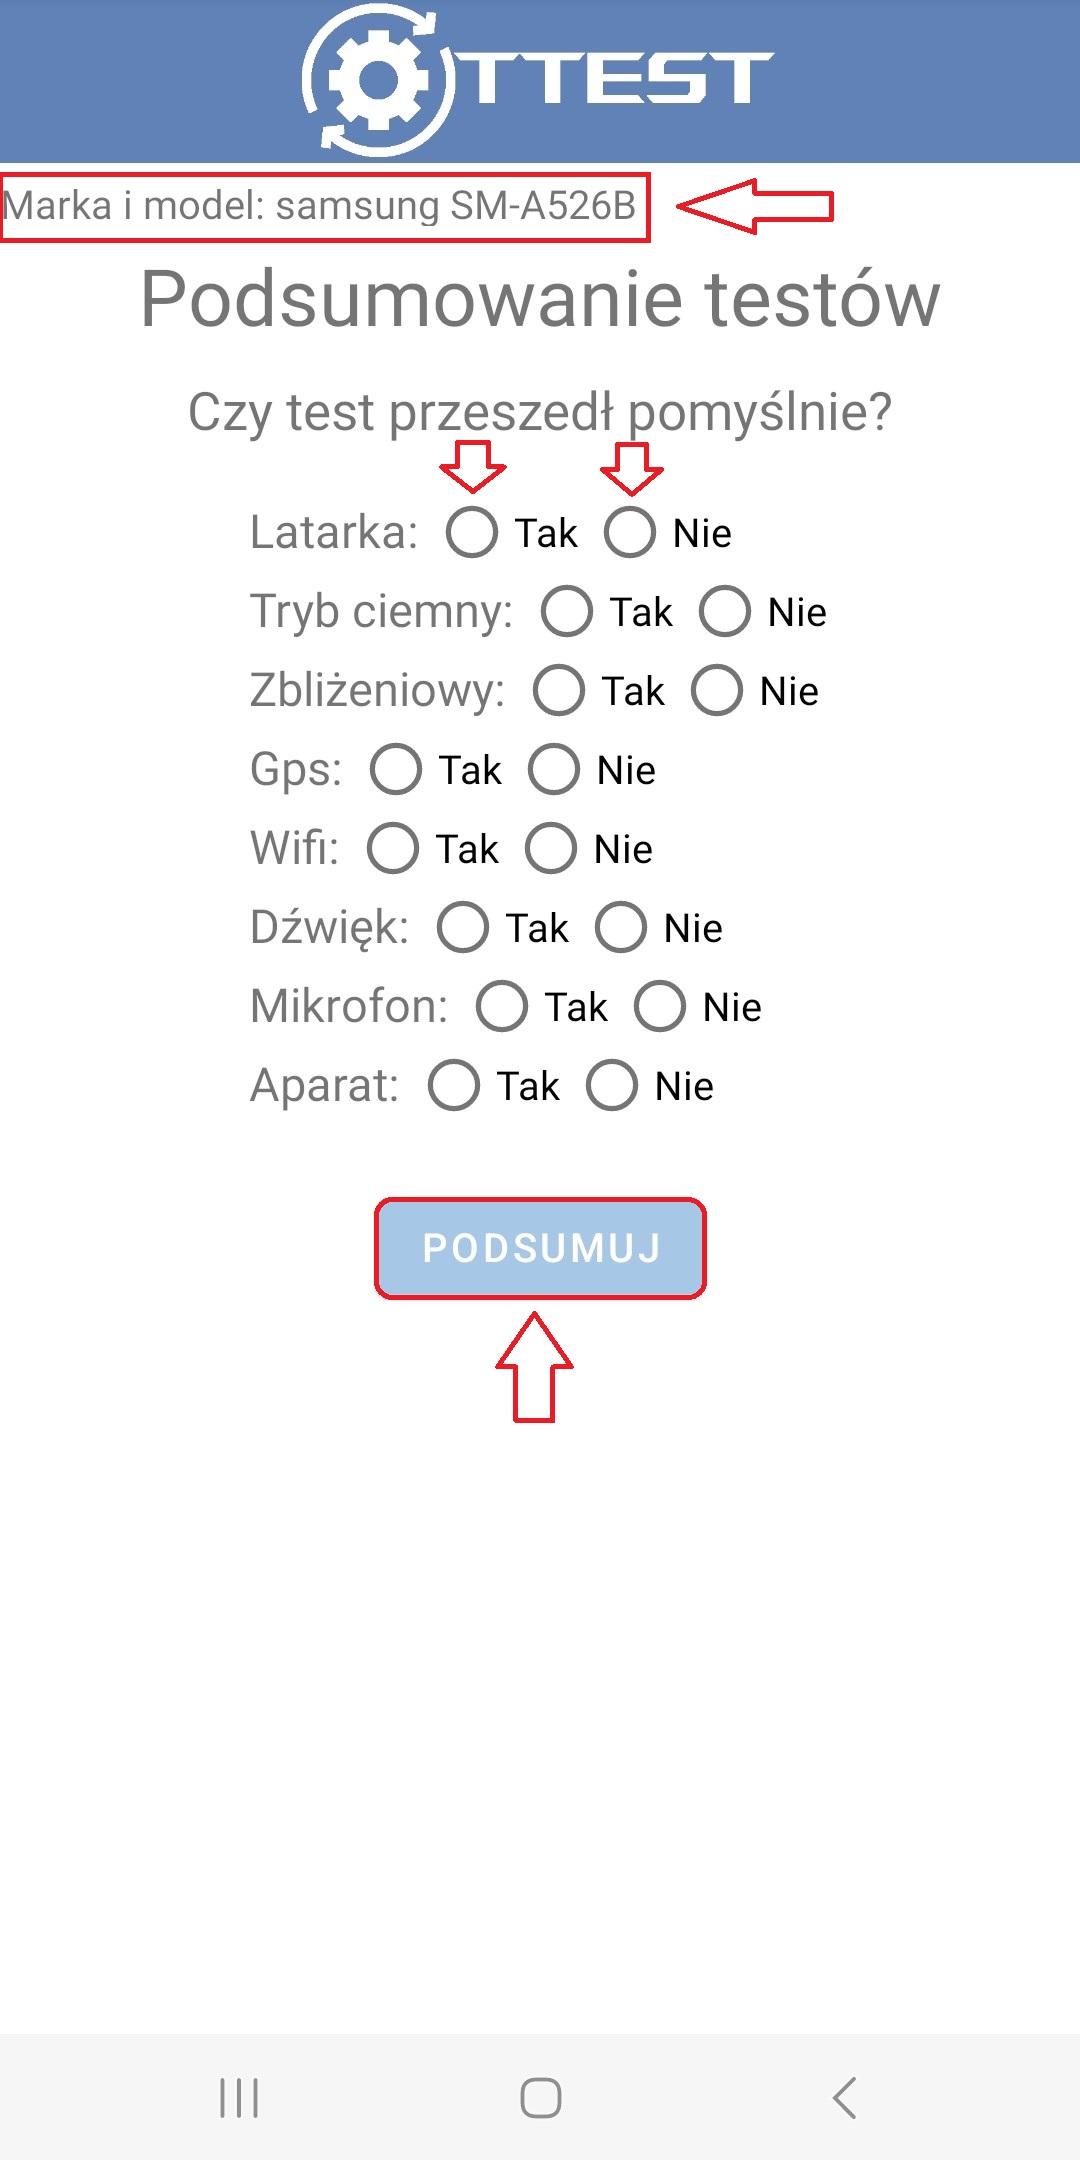 OTTEST
Marka i model: samsung SM-A526B
Podsumowanie testów
Czy test przeszedł pomyślnie?
Latarka: Tak Nie
Tryb ciemny: Tak Nie
Zbliżeniowy: Tak Nie
Gps: Tak Nie
Wifi: Tak Nie
Dźwięk: Tak Nie
Mikrofon: Tak Nie
Aparat: Tak Nie
PODSUMUJ